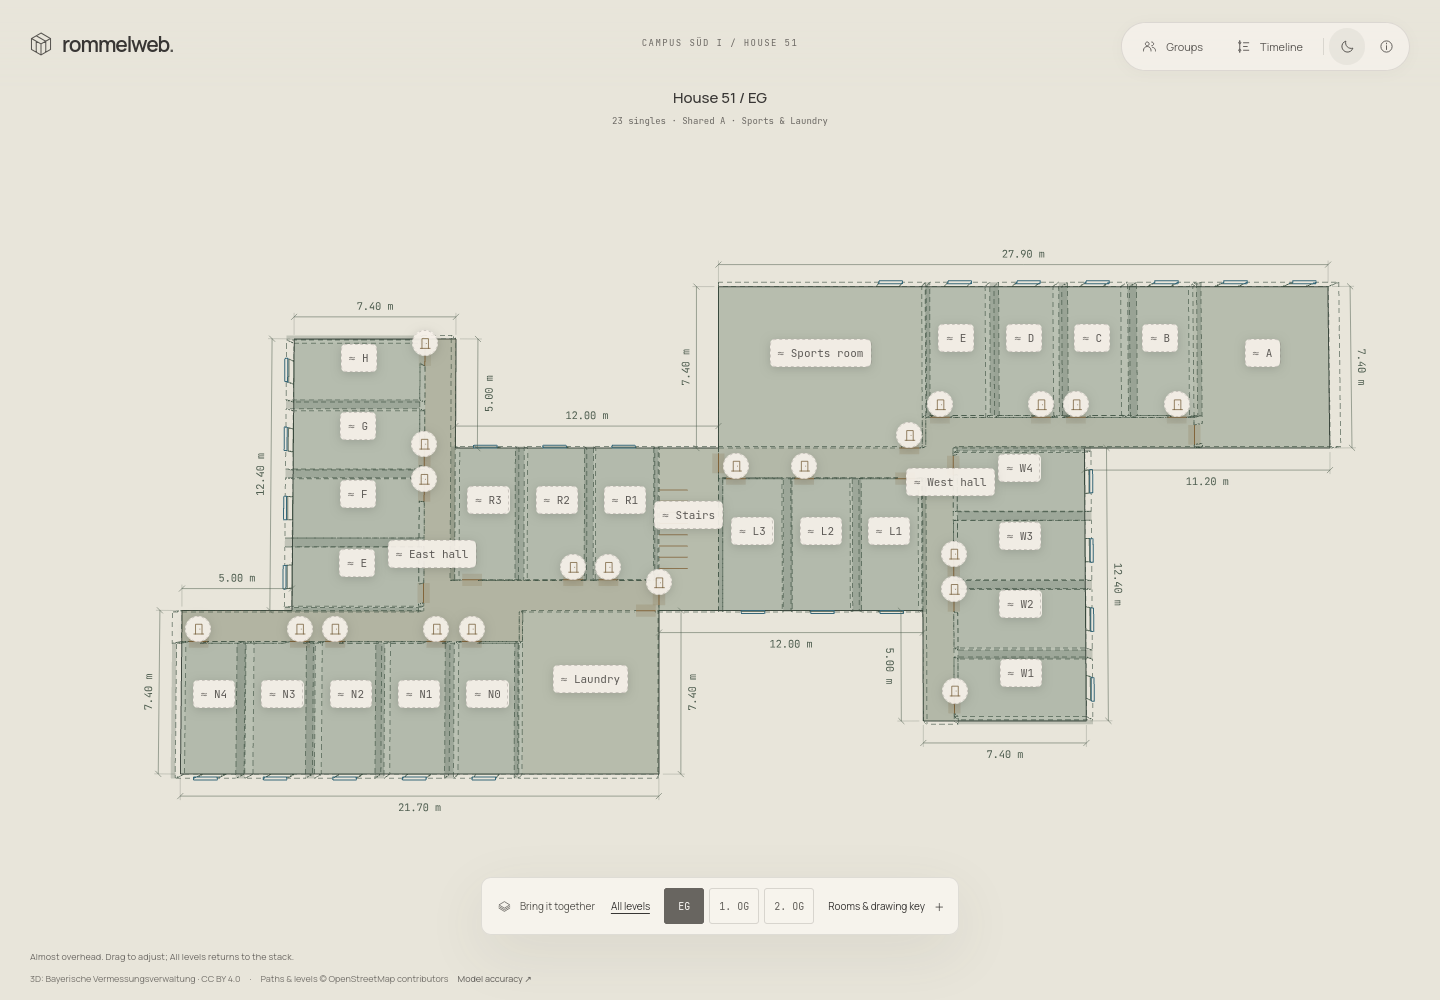 rommelweb.
CAMPUS SÜD I / HOUSE 51
Groups
Timeline
House 51 / EG
23 singles · Shared A · Sports & Laundry
27.90 m
7.40 m
≈ H
≈ Sports room
≈ E
≈ D
≈ C
≈ B
≈ A
7.40 m
7.40 m
5.00 m
12.00 m
≈ G
12.40 m
≈ F
≈ R3
≈ R2
≈ R1
≈ Stairs
≈ W4
≈ West hall
11.20 m
≈ L3
≈ L2
≈ L1
≈ W3
≈ East hall
≈ E
5.00 m
12.40 m
≈ W2
12.00 m
5.00 m
≈ W1
≈ Laundry
7.40 m
≈ N4
≈ N3
≈ N2
≈ N1
≈ N0
7.40 m
7.40 m
21.70 m
Bring it together
All levels
EG
1. OG
2. OG
Rooms & drawing key +
Almost overhead. Drag to adjust; All levels returns to the stack.
3D: Bayerische Vermessungsverwaltung · CC BY 4.0 · Paths & levels © OpenStreetMap contributors Model accuracy ↗